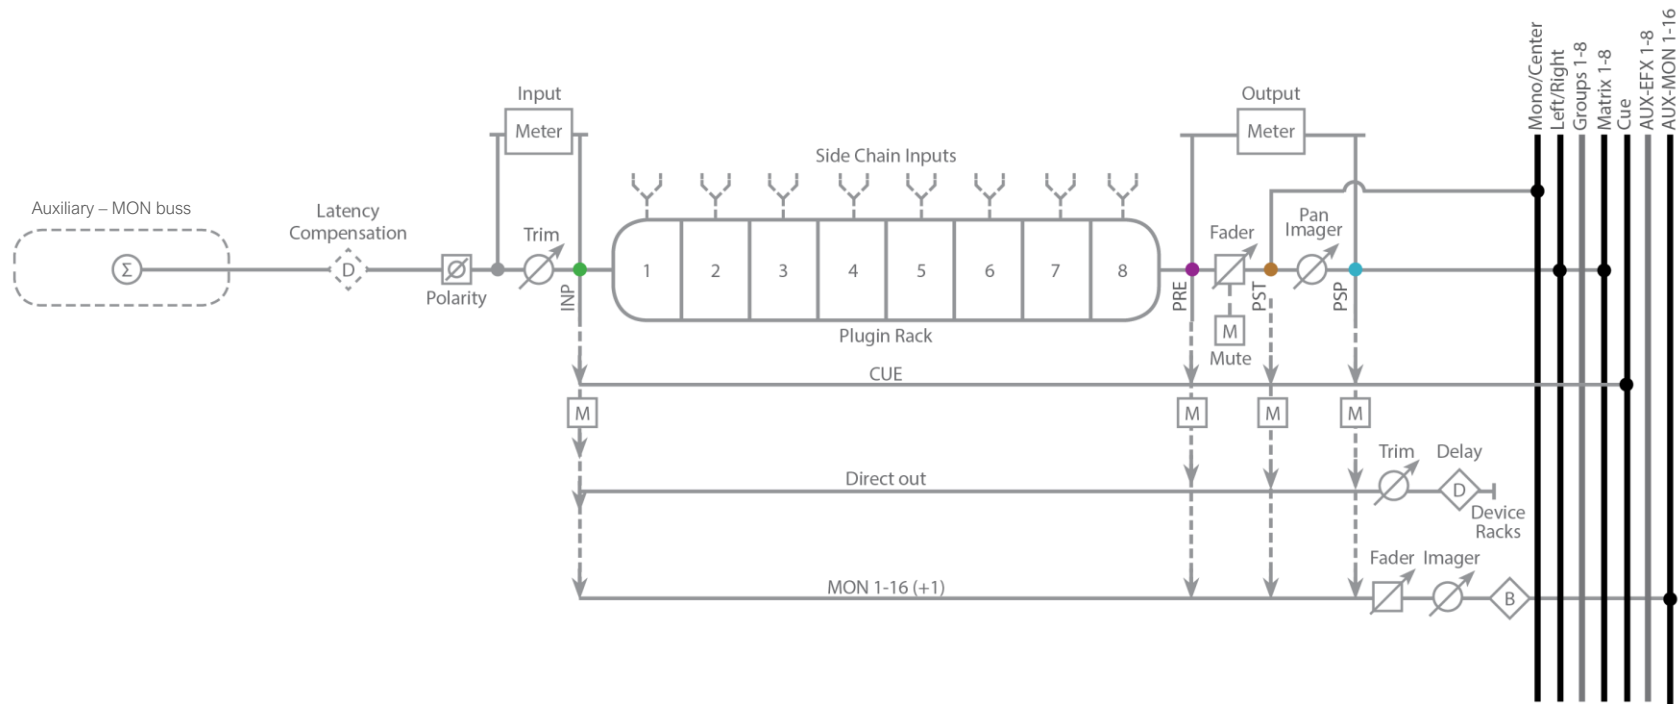 Mono/Center
Left/Right
Groups 1-8
Matrix 1-8
Cue
AUX-EFX 1-8
AUX-MON 1-16
Input
Meter
Output
Meter
Side Chain Inputs
Auxiliary – MON buss
Σ
Latency
Compensation
D
Polarity
Trim
INP
1
2
3
4
5
6
7
8
Plugin Rack
PRE
Fader
M
Mute
PST
Pan
Imager
PSP
CUE
M
M
M
M
Direct out
Trim
Delay
D
Device
Racks
MON 1-16 (+1)
Fader
Imager
B